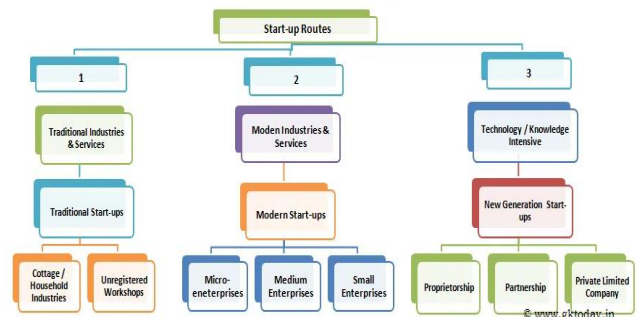 Start-up Routes
1
2
3
Traditional Industries
& Services
Moden Industries &
Services
Technology / Knowledge
Intensive
Traditional Start-ups
Modern Start-ups
New Generation Start-
ups
Cottage /
Household
Industries
Unregistered
Workshops
Micro-
eneterprises
Medium
Enterprises
Small
Enterprises
Proprietorship
Partnership
Private Limited
Company
© www.gktoday.in